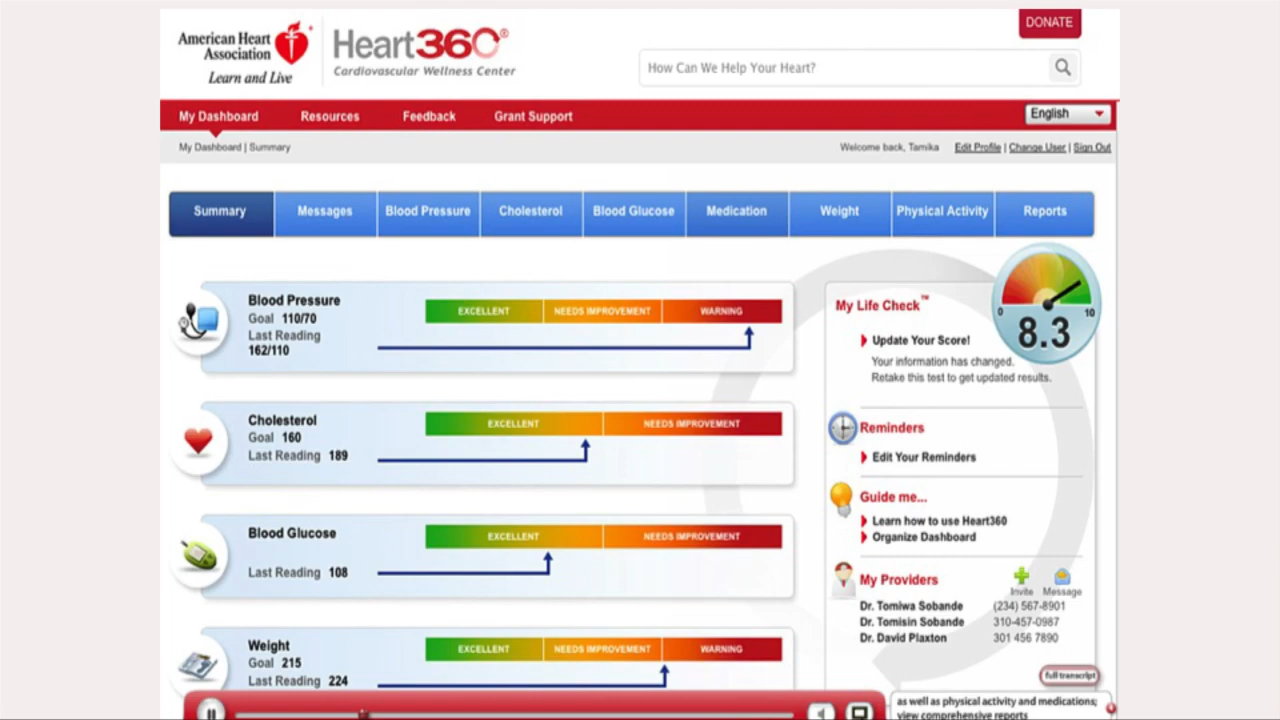 American Heart
Association
Learn and Live
Heart360®
Cardiovascular Wellness Center
DONATE
How Can We Help Your Heart?
My Dashboard
Resources
Feedback
Grant Support
English
My Dashboard | Summary
Welcome back, Tamika
Edit Profile | Change User | Sign Out
Summary
Messages
Blood Pressure
Cholesterol
Blood Glucose
Medication
Weight
Physical Activity
Reports
Blood Pressure
Goal 110/70
Last Reading
162/110
EXCELLENT
NEEDS IMPROVEMENT
WARNING
Cholesterol
Goal 160
Last Reading 189
EXCELLENT
NEEDS IMPROVEMENT
Blood Glucose
Last Reading 108
EXCELLENT
NEEDS IMPROVEMENT
Weight
Goal 215
Last Reading 224
EXCELLENT
NEEDS IMPROVEMENT
WARNING
My Life Check™
0
10
8.3
Update Your Score!
Your information has changed.
Retake this test to get updated results.
Reminders
Edit Your Reminders
Guide me...
Learn how to use Heart360
Organize Dashboard
My Providers
Invite
Message
Dr. Tomiwa Sobande (234) 567-8901
Dr. Tomisin Sobande 310-457-0987
Dr. David Plaxton 301 456 7890
full transcript
as well as physical activity and medications;
view comprehensive reports